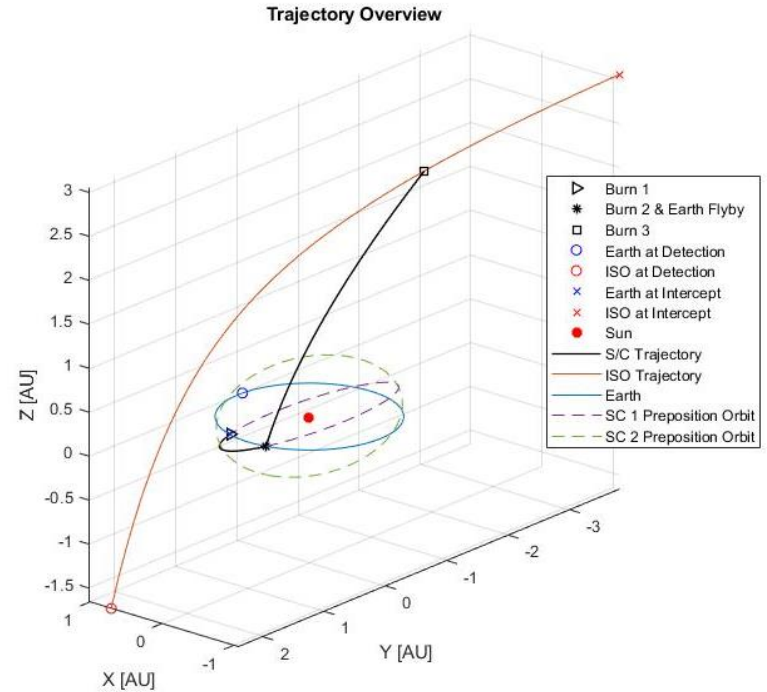 Trajectory Overview
3
2.5
2
1.5
1
0.5
0
-0.5
-1
-1.5
Z [AU]
1
0
-1
X [AU]
2
1
0
-1
-2
-3
Y [AU]
Burn 1
Burn 2 & Earth Flyby
Burn 3
Earth at Detection
ISO at Detection
Earth at Intercept
ISO at Intercept
Sun
S/C Trajectory
ISO Trajectory
Earth
SC 1 Preposition Orbit
SC 2 Preposition Orbit